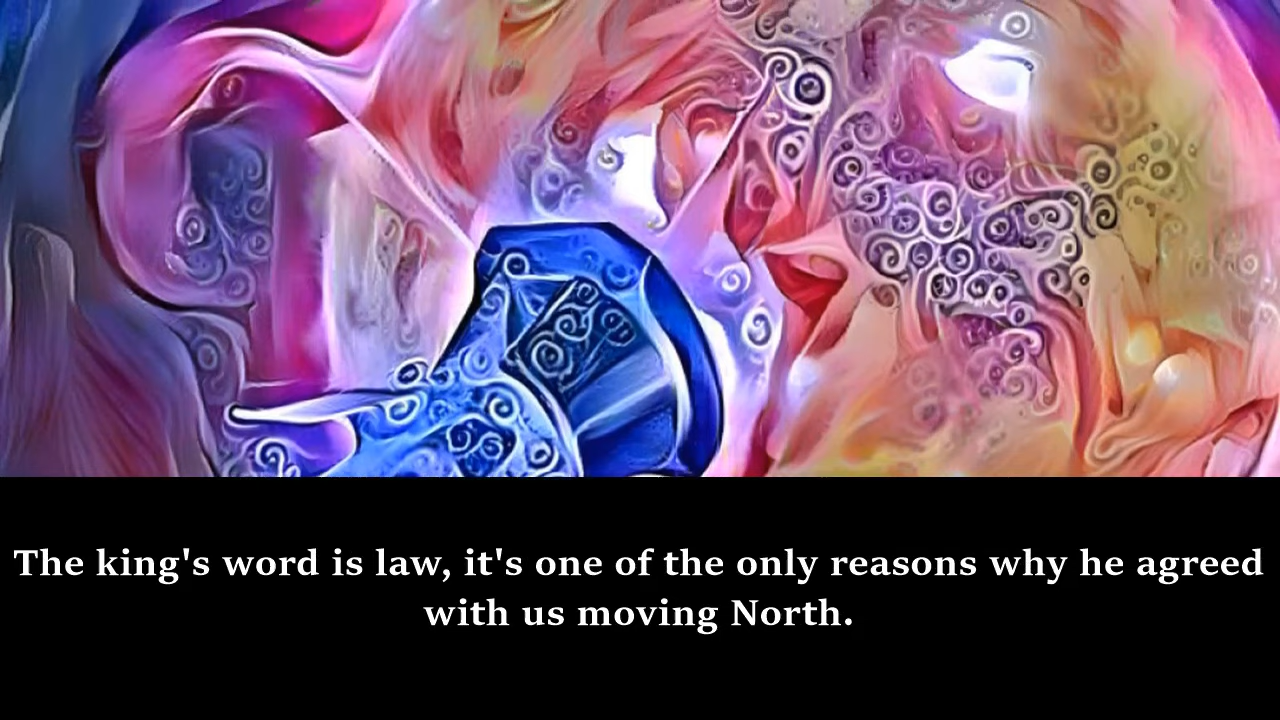 The king's word is law, it's one of the only reasons why he agreed
with us moving North.